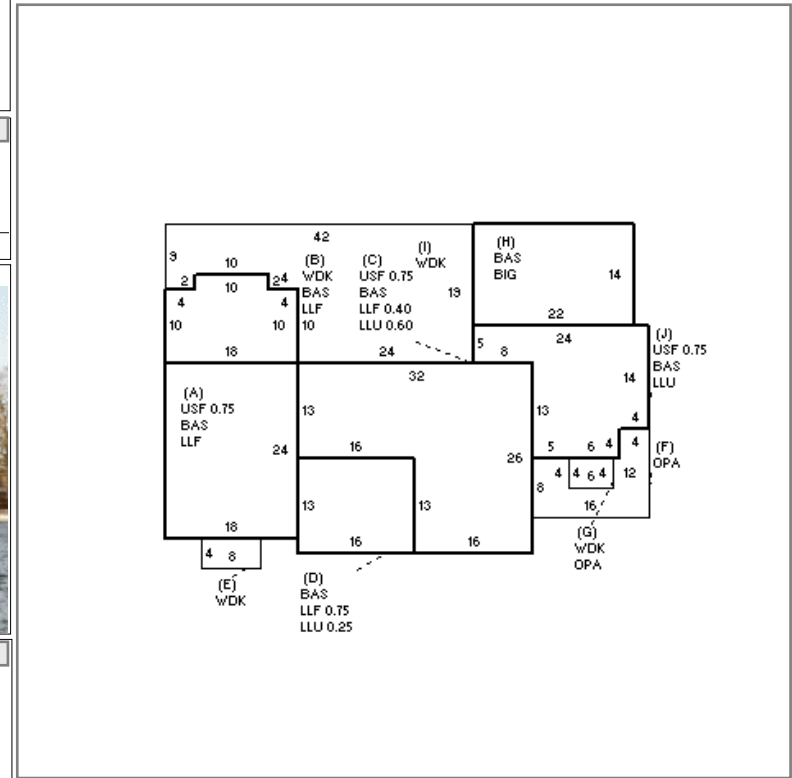 42
9
10
2
24
10
4
4
10
10
10
18
(B)
WDK
BAS
LLF
(C)
USF 0.75
BAS
LLF 0.40
LLU 0.60
(I)
WDK
19
24
(H)
BAS
BIG
14
22
24
5
8
(J)
USF 0.75
BAS
LLU
14
4
4
(F)
OPA
32
(A)
USF 0.75
BAS
LLF
24
13
16
26
13
5
6
4
13
13
16
16
8
4
4
6
4
12
16
18
4
8
(E)
WDK
(D)
BAS
LLF 0.75
LLU 0.25
(G)
WDK
OPA